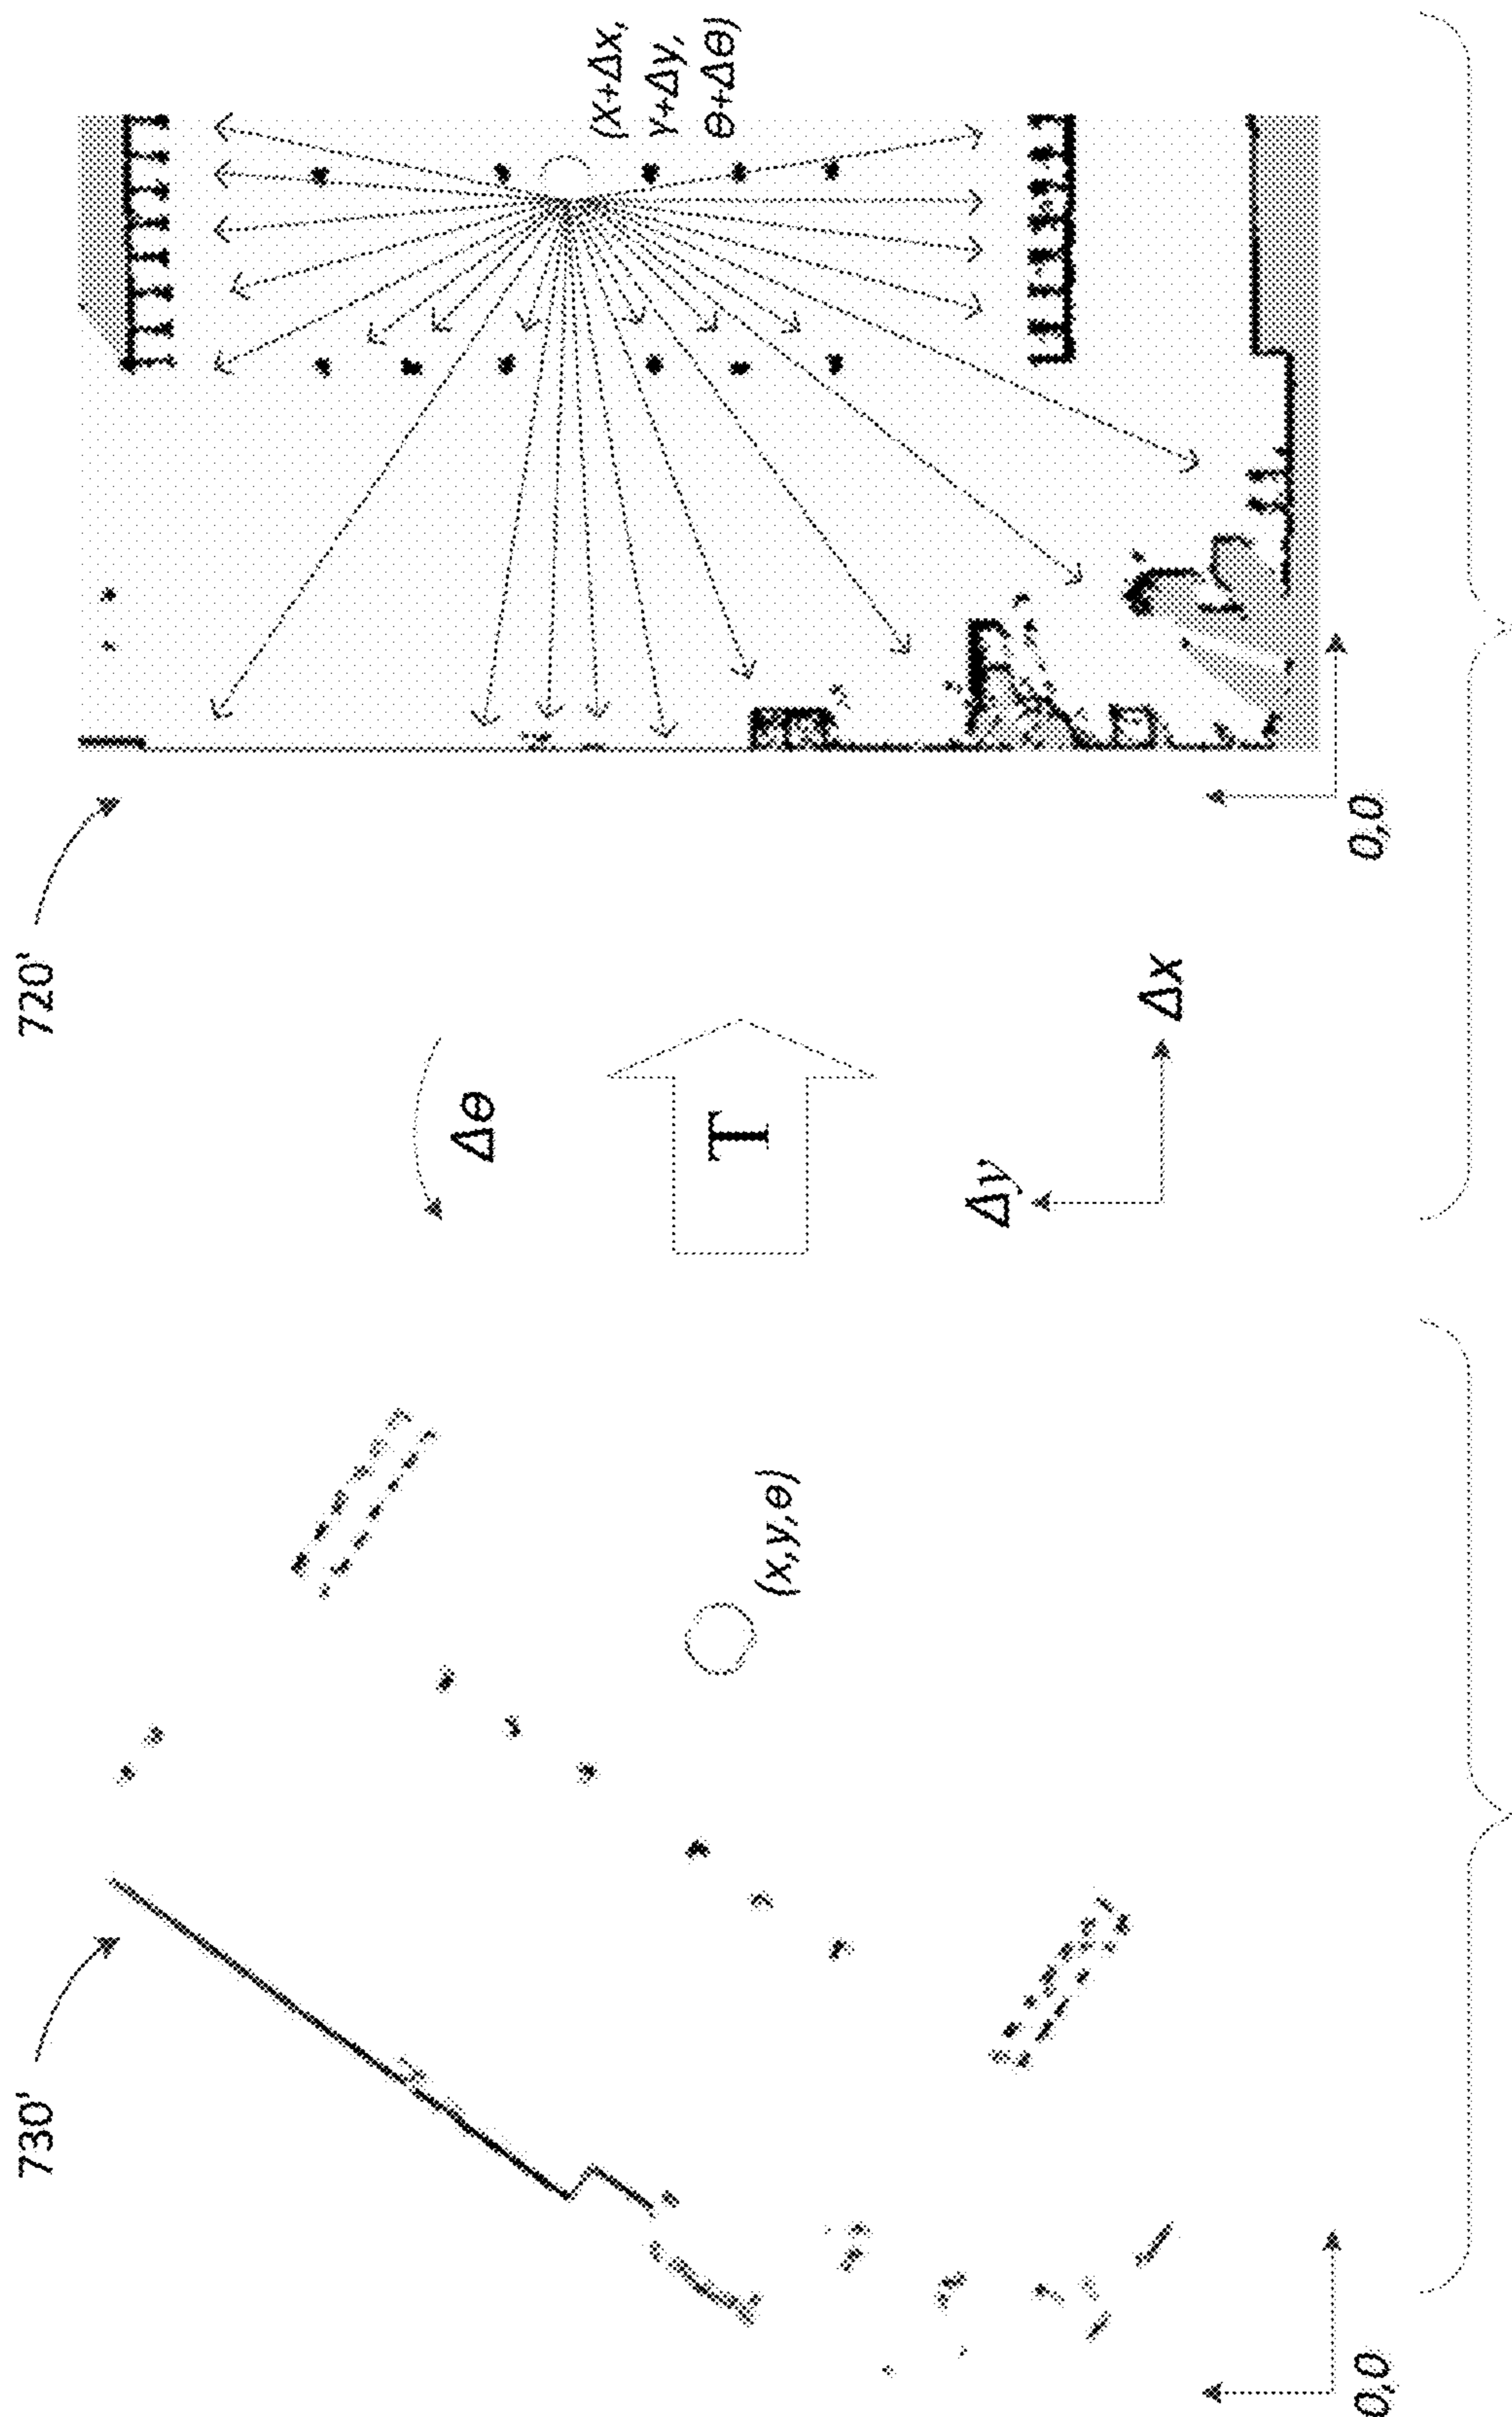 730'
(x,y,θ)
0,0
Δθ
T
Δy
Δx
720'
(x+Δx,
y+Δy,
θ+Δθ)
0,0